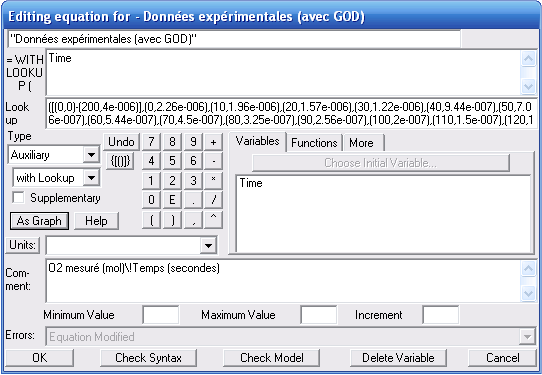 Editing equation for - Données expérimentales (avec GOD)
"Données expérimentales (avec GOD)"
= WITH LOOKU P (
Time
Look up
([(0,0)-(200,4e-006)],(0,2.26e-006),(10,1.96e-006),(20,1.57e-006),(30,1.22e-006),(40,9.44e-007),(50,7.0
6e-007),(60,5.44e-007),(70,4.5e-007),(80,3.25e-007),(90,2.56e-007),(100,2e-007),(110,1.5e-007),(120,1
Type
Undo 7 8 9 + Variables Functions More
Auxiliary {[()]} 4 5 6 - Choose Initial Variable...
with Lookup 1 2 3 * Time
Supplementary 0 E . /
As Graph Help ( ) , ^
Units:
Com-ment:
O2 mesuré (mol)\!Temps (secondes)
Minimum Value Maximum Value Increment
Errors: Equation Modified
OK Check Syntax Check Model Delete Variable Cancel